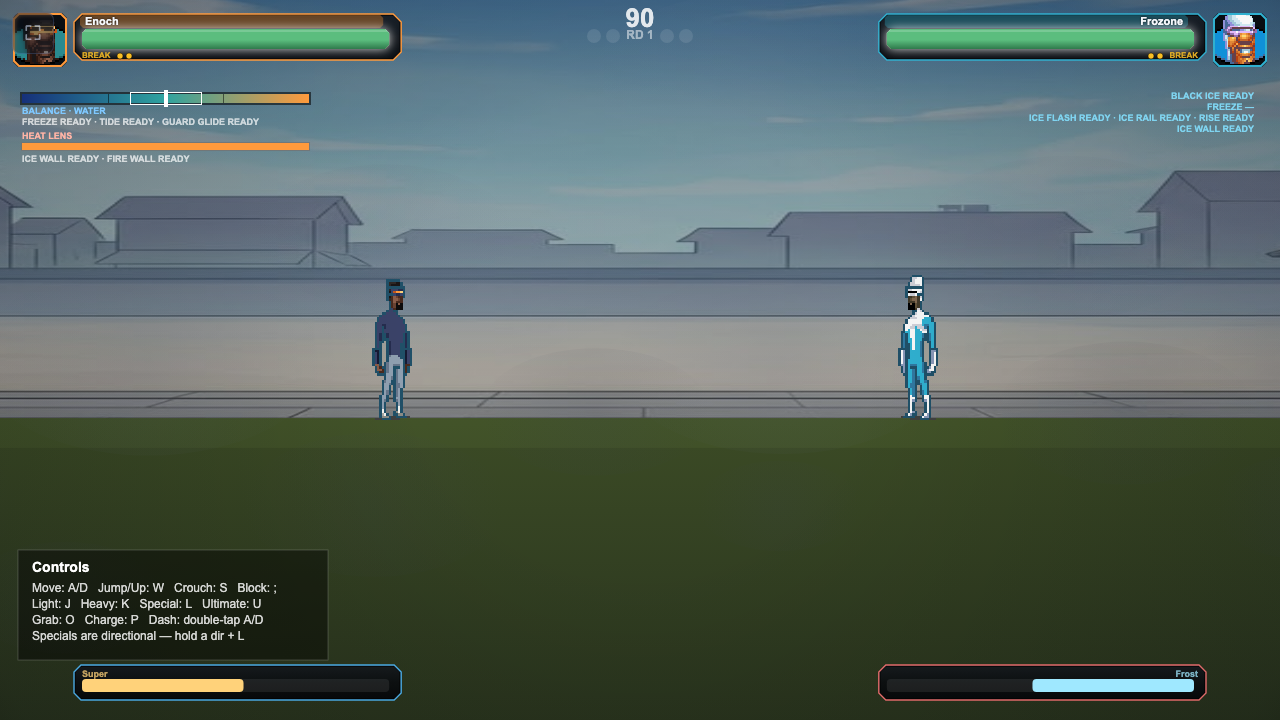 Enoch
BREAK
90
RD 1
Frozone
BREAK
BALANCE · WATER
FREEZE READY · TIDE READY · GUARD GLIDE READY
HEAT LENS
ICE WALL READY · FIRE WALL READY
BLACK ICE READY
FREEZE —
ICE FLASH READY · ICE RAIL READY · RISE READY
ICE WALL READY
Controls
Move: A/D   Jump/Up: W   Crouch: S   Block: ;
Light: J   Heavy: K   Special: L   Ultimate: U
Grab: O   Charge: P   Dash: double-tap A/D
Specials are directional — hold a dir + L
Super
Frost